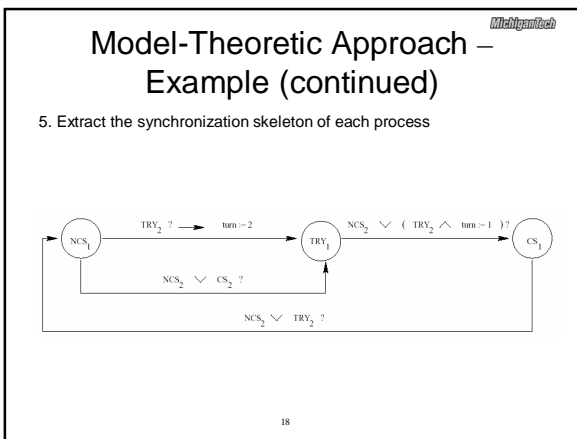 MichiganTech
Model-Theoretic Approach –
Example (continued)
5. Extract the synchronization skeleton of each process
TRY2 ? turn :- 2
NCS2 ∨ ( TRY2 ∧ turn :- 1 ) ?
NCS1
TRY1
CS1
NCS2 ∨ CS2 ?
NCS2 ∨ TRY2 ?
18